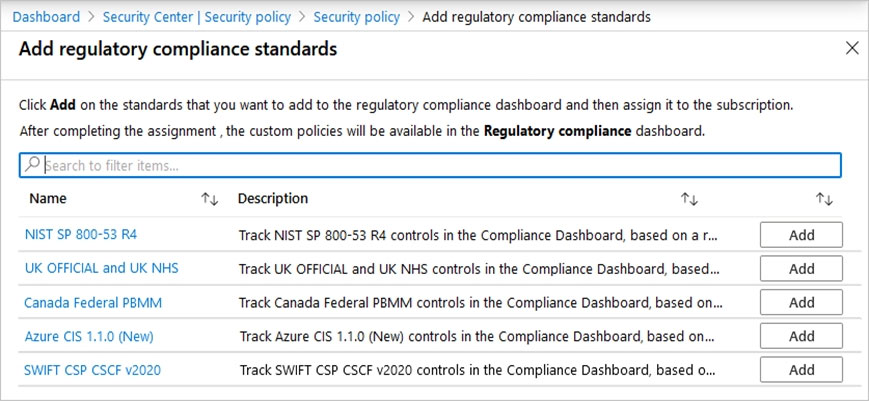 Dashboard > Security Center | Security policy > Security policy > Add regulatory compliance standards
Add regulatory compliance standards
Click Add on the standards that you want to add to the regulatory compliance dashboard and then assign it to the subscription.
After completing the assignment , the custom policies will be available in the Regulatory compliance dashboard.
Search to filter items...
Name Description
NIST SP 800-53 R4 Track NIST SP 800-53 R4 controls in the Compliance Dashboard, based on a r... Add
UK OFFICIAL and UK NHS Track UK OFFICIAL and UK NHS controls in the Compliance Dashboard, based... Add
Canada Federal PBMM Track Canada Federal PBMM controls in the Compliance Dashboard, based on... Add
Azure CIS 1.1.0 (New) Track Azure CIS 1.1.0 (New) controls in the Compliance Dashboard, based on... Add
SWIFT CSP CSCF v2020 Track SWIFT CSP CSCF v2020 controls in the Compliance Dashboard, based o... Add